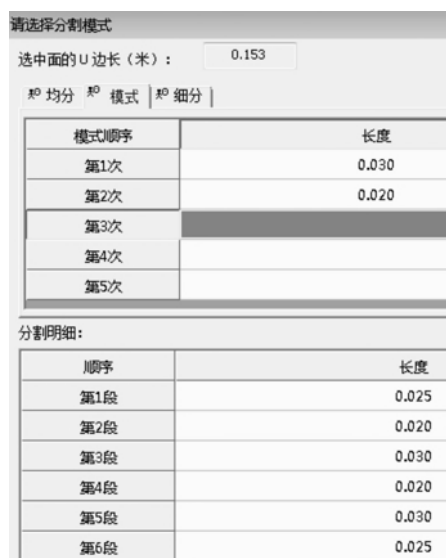 请选择分割模式
选中面的U边长（米）： 0.153
均分 模式 细分
模式顺序 长度
第1次 0.030
第2次 0.020
第3次
第4次
第5次
分割明细：
顺序 长度
第1段 0.025
第2段 0.020
第3段 0.030
第4段 0.020
第5段 0.030
第6段 0.025